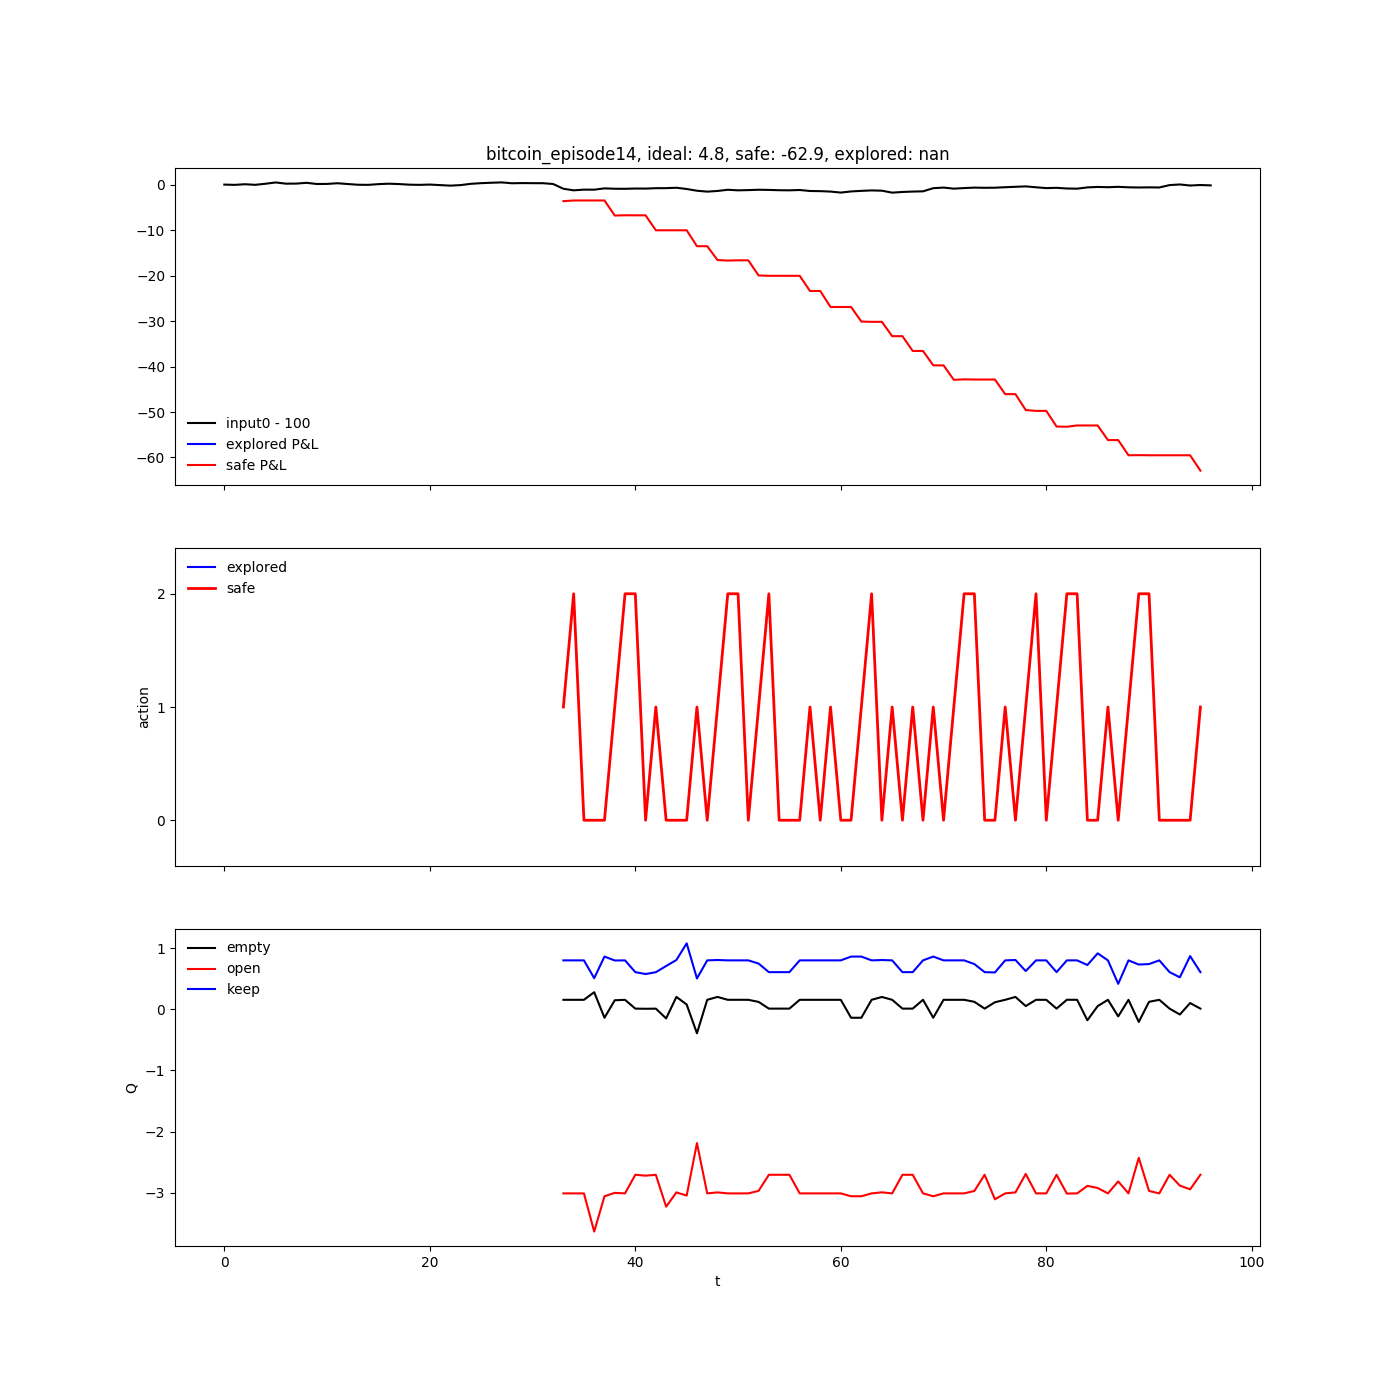 bitcoin_episode14, ideal: 4.8, safe: -62.9, explored: nan
0
−10
−20
−30
−40
−50
−60
input0 - 100
explored P&L
safe P&L
explored
safe
2
1
0
action
empty
open
keep
1
0
−1
−2
−3
Q
0 20 40 60 80 100
t